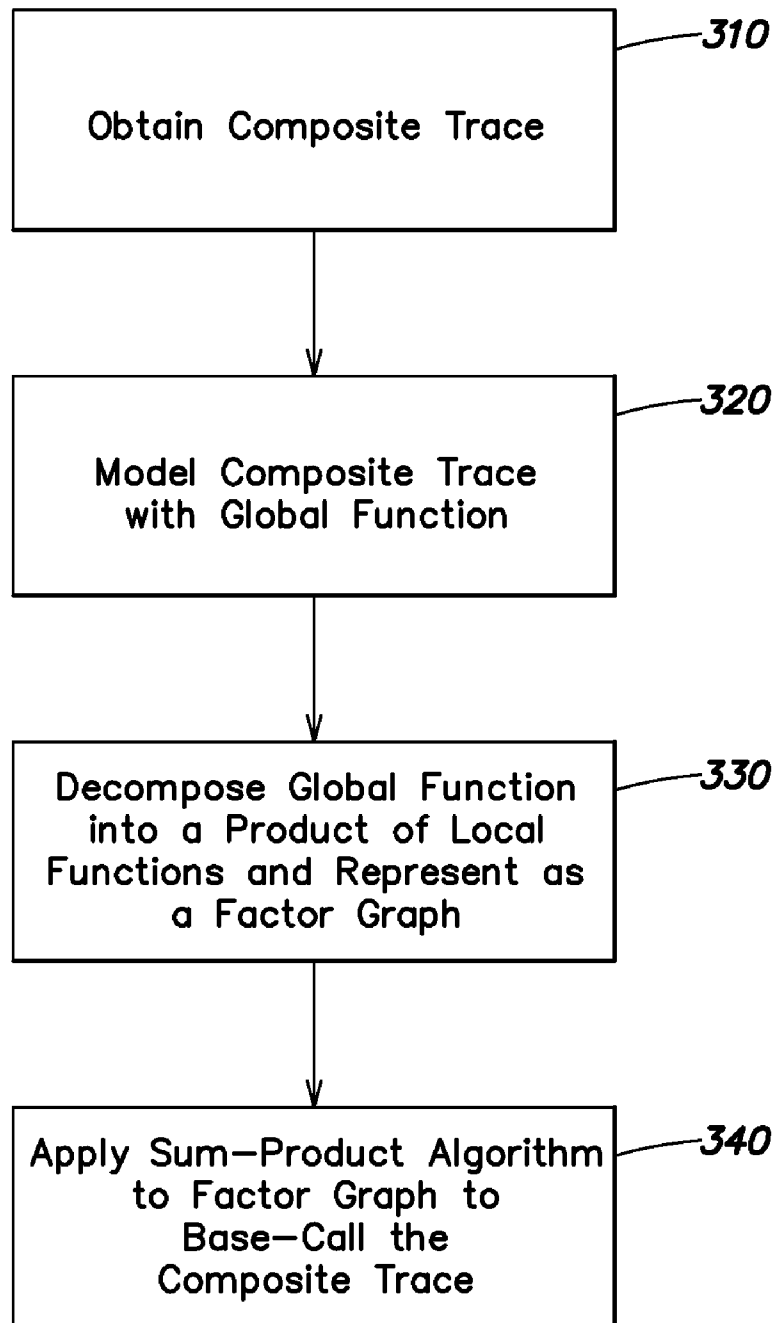 310
Obtain Composite Trace
320
Model Composite Trace
with Global Function
330
Decompose Global Function
into a Product of Local
Functions and Represent as
a Factor Graph
340
Apply Sum-Product Algorithm
to Factor Graph to
Base-Call the
Composite Trace